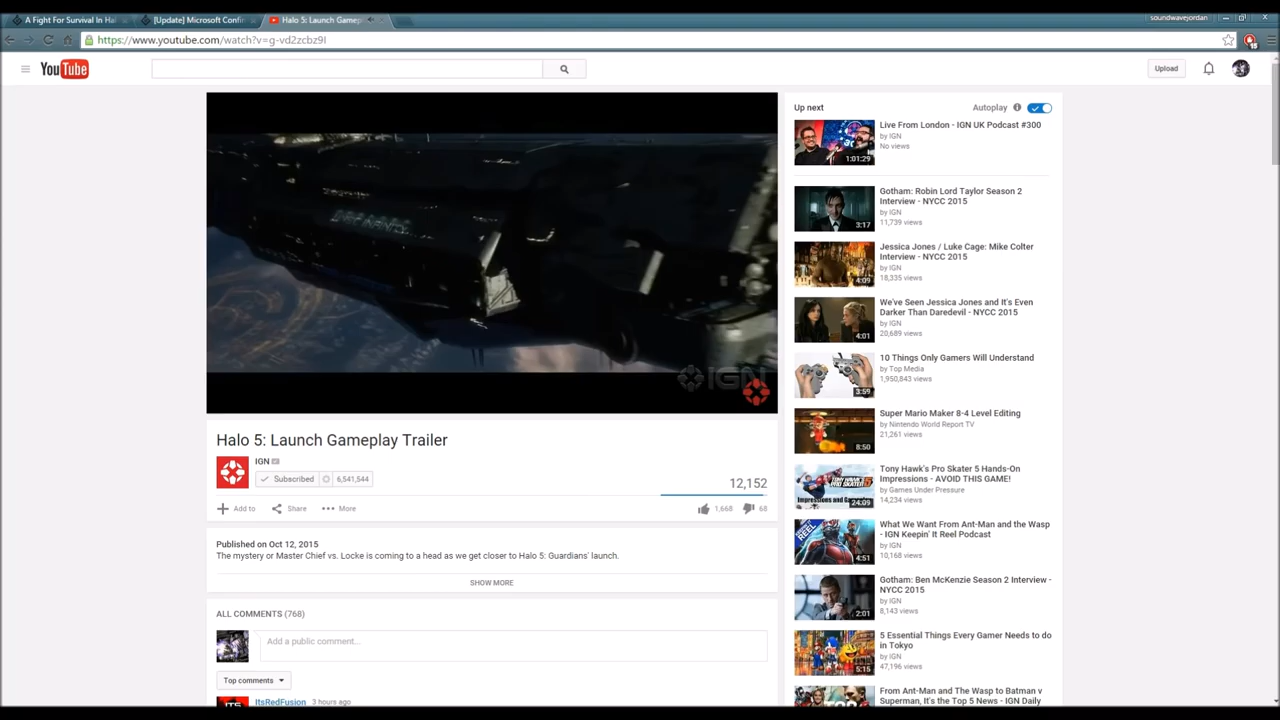 A Fight For Survival In Hal
[Update] Microsoft Confir
Halo 5: Launch Gamepl
soundwavejordan
https://www.youtube.com/watch?v=g-vd2zcbz9I
15
YouTube
Upload
Up next
Autoplay
Live From London - IGN UK Podcast #300
by IGN
No views
1:01:29
Gotham: Robin Lord Taylor Season 2
Interview - NYCC 2015
by IGN
11,739 views
3:17
Jessica Jones / Luke Cage: Mike Colter
Interview - NYCC 2015
by IGN
18,335 views
4:09
We've Seen Jessica Jones and It's Even
Darker Than Daredevil - NYCC 2015
by IGN
20,689 views
4:01
10 Things Only Gamers Will Understand
by Top Media
1,950,843 views
3:59
IGN
Super Mario Maker 8-4 Level Editing
by Nintendo World Report TV
21,261 views
8:50
Halo 5: Launch Gameplay Trailer
IGN
Subscribed
6,541,544
12,152
Add to
Share
More
1,668
68
Tony Hawk's Pro Skater 5 Hands-On
Impressions - AVOID THIS GAME!
by Games Under Pressure
14,234 views
24:09
What We Want From Ant-Man and the Wasp
- IGN Keepin' It Reel Podcast
by IGN
10,168 views
4:51
Published on Oct 12, 2015
The mystery or Master Chief vs. Locke is coming to a head as we get closer to Halo 5: Guardians' launch.
SHOW MORE
Gotham: Ben McKenzie Season 2 Interview -
NYCC 2015
by IGN
8,143 views
2:01
ALL COMMENTS (768)
Add a public comment...
Top comments
ItsRedFusion 3 hours ago
5 Essential Things Every Gamer Needs to do
in Tokyo
by IGN
47,196 views
5:15
From Ant-Man and The Wasp to Batman v
Superman, It's the Top 5 News - IGN Daily